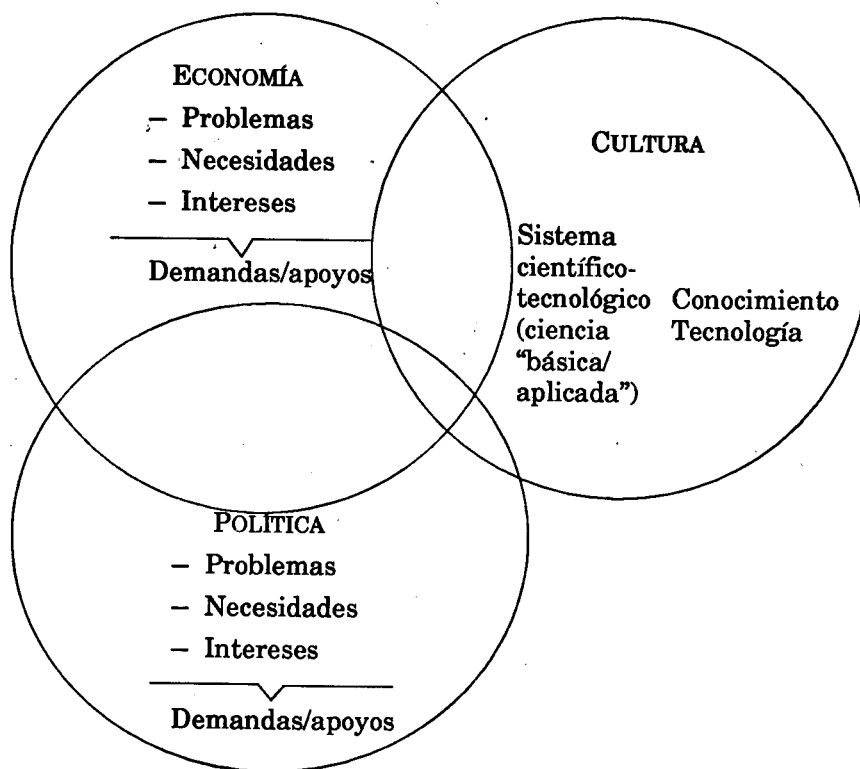 ECONOMÍA
– Problemas
– Necesidades
– Intereses
Demandas/apoyos
CULTURA
Sistema
científico-
tecnológico
(ciencia
“básica/
aplicada”)
Conocimiento
Tecnología
POLÍTICA
– Problemas
– Necesidades
– Intereses
Demandas/apoyos